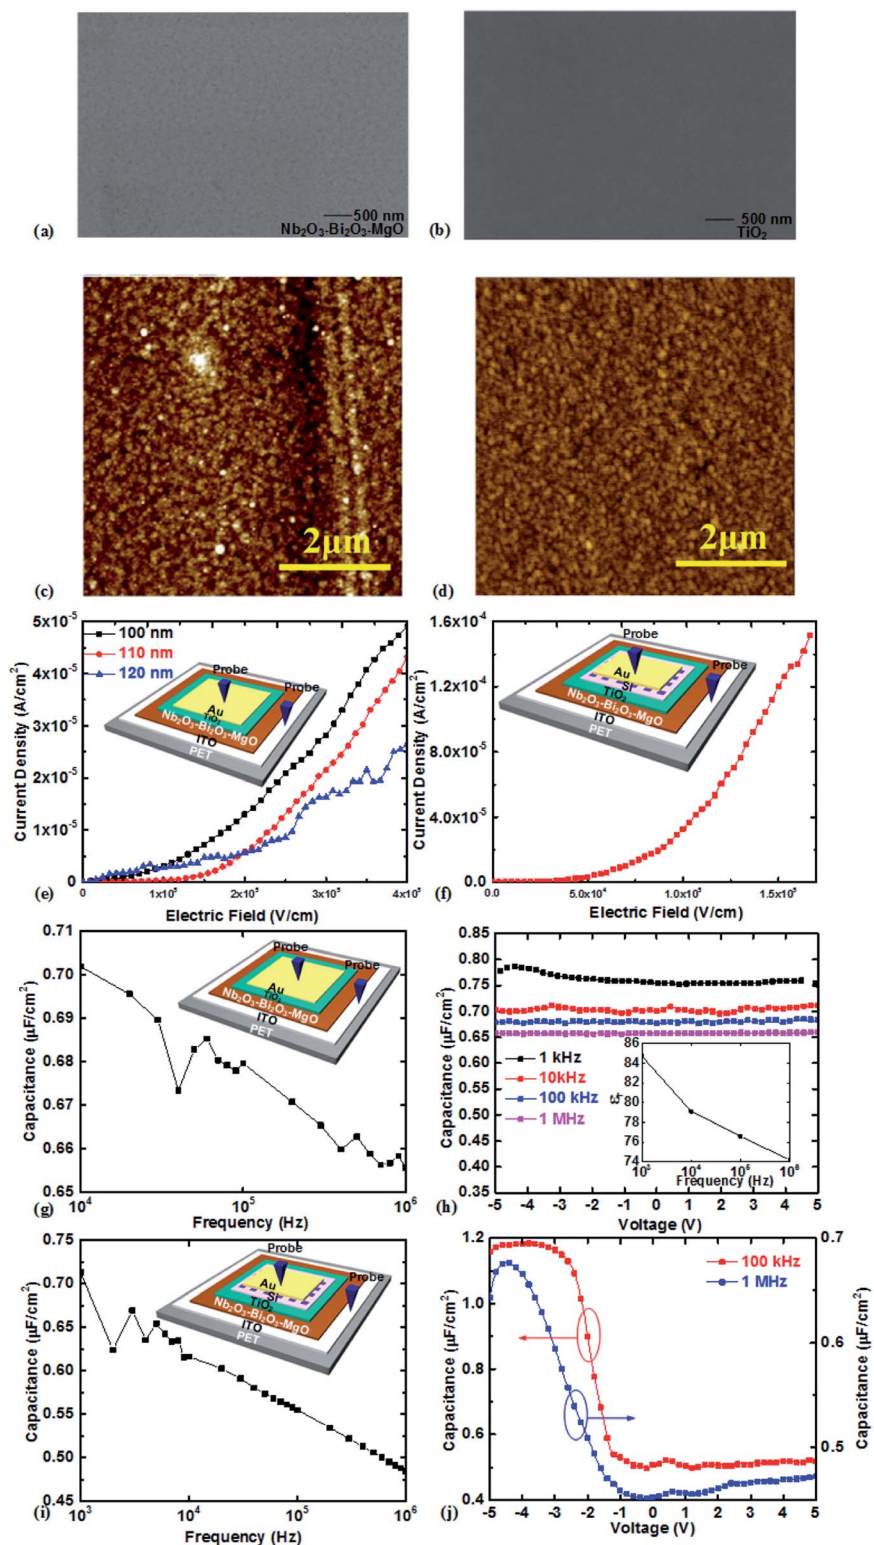 500 nm
Nb₂O₃-Bi₂O₃-MgO
(a)
500 nm
TiO₂
(b)
2µm
(c)
2µm
(d)
5x10⁻⁵
4x10⁻⁵
3x10⁻⁵
2x10⁻⁵
1x10⁻⁵
0
Current Density (A/cm²)
100 nm
110 nm
120 nm
Probe
Probe
Au
TiO₂
Nb₂O₃-Bi₂O₃-MgO
ITO
PET
0 1x10⁵ 2x10⁵ 3x10⁵ 4x10⁵
Electric Field (V/cm)
(e)
1.6x10⁻⁴
1.2x10⁻⁴
8.0x10⁻⁵
4.0x10⁻⁵
0.0
Current Density (A/cm²)
Probe
Probe
Au
Si
TiO₂
Nb₂O₃-Bi₂O₃-MgO
ITO
PET
0.0 5.0x10⁴ 1.0x10⁵ 1.5x10⁵
Electric Field (V/cm)
(f)
0.71
0.70
0.69
0.68
0.67
0.66
0.65
Capacitance (µF/cm²)
Probe
Probe
Au
TiO₂
Nb₂O₃-Bi₂O₃-MgO
ITO
PET
10⁴ 10⁵ 10⁶
Frequency (Hz)
(g)
0.85
0.80
0.75
0.70
0.65
0.60
0.55
0.50
0.45
0.40
0.35
Capacitance (µF/cm²)
1 kHz
10kHz
100 kHz
1 MHz
86
84
82
80
78
76
74
εᵣ
10³ 10⁴ 10⁶ 10⁸
Frequency (Hz)
-5 -4 -3 -2 -1 0 1 2 3 4 5
Voltage (V)
(h)
0.75
0.70
0.65
0.60
0.55
0.50
0.45
Capacitance (µF/cm²)
Probe
Probe
Au
Si
TiO₂
Nb₂O₃-Bi₂O₃-MgO
ITO
PET
10³ 10⁴ 10⁵ 10⁶
Frequency (Hz)
(i)
1.2
1.0
0.8
0.6
0.4
Capacitance (µF/cm²)
100 kHz
1 MHz
0.7
0.6
0.5
Capacitance (µF/cm²)
-5 -4 -3 -2 -1 0 1 2 3 4 5
Voltage (V)
(j)